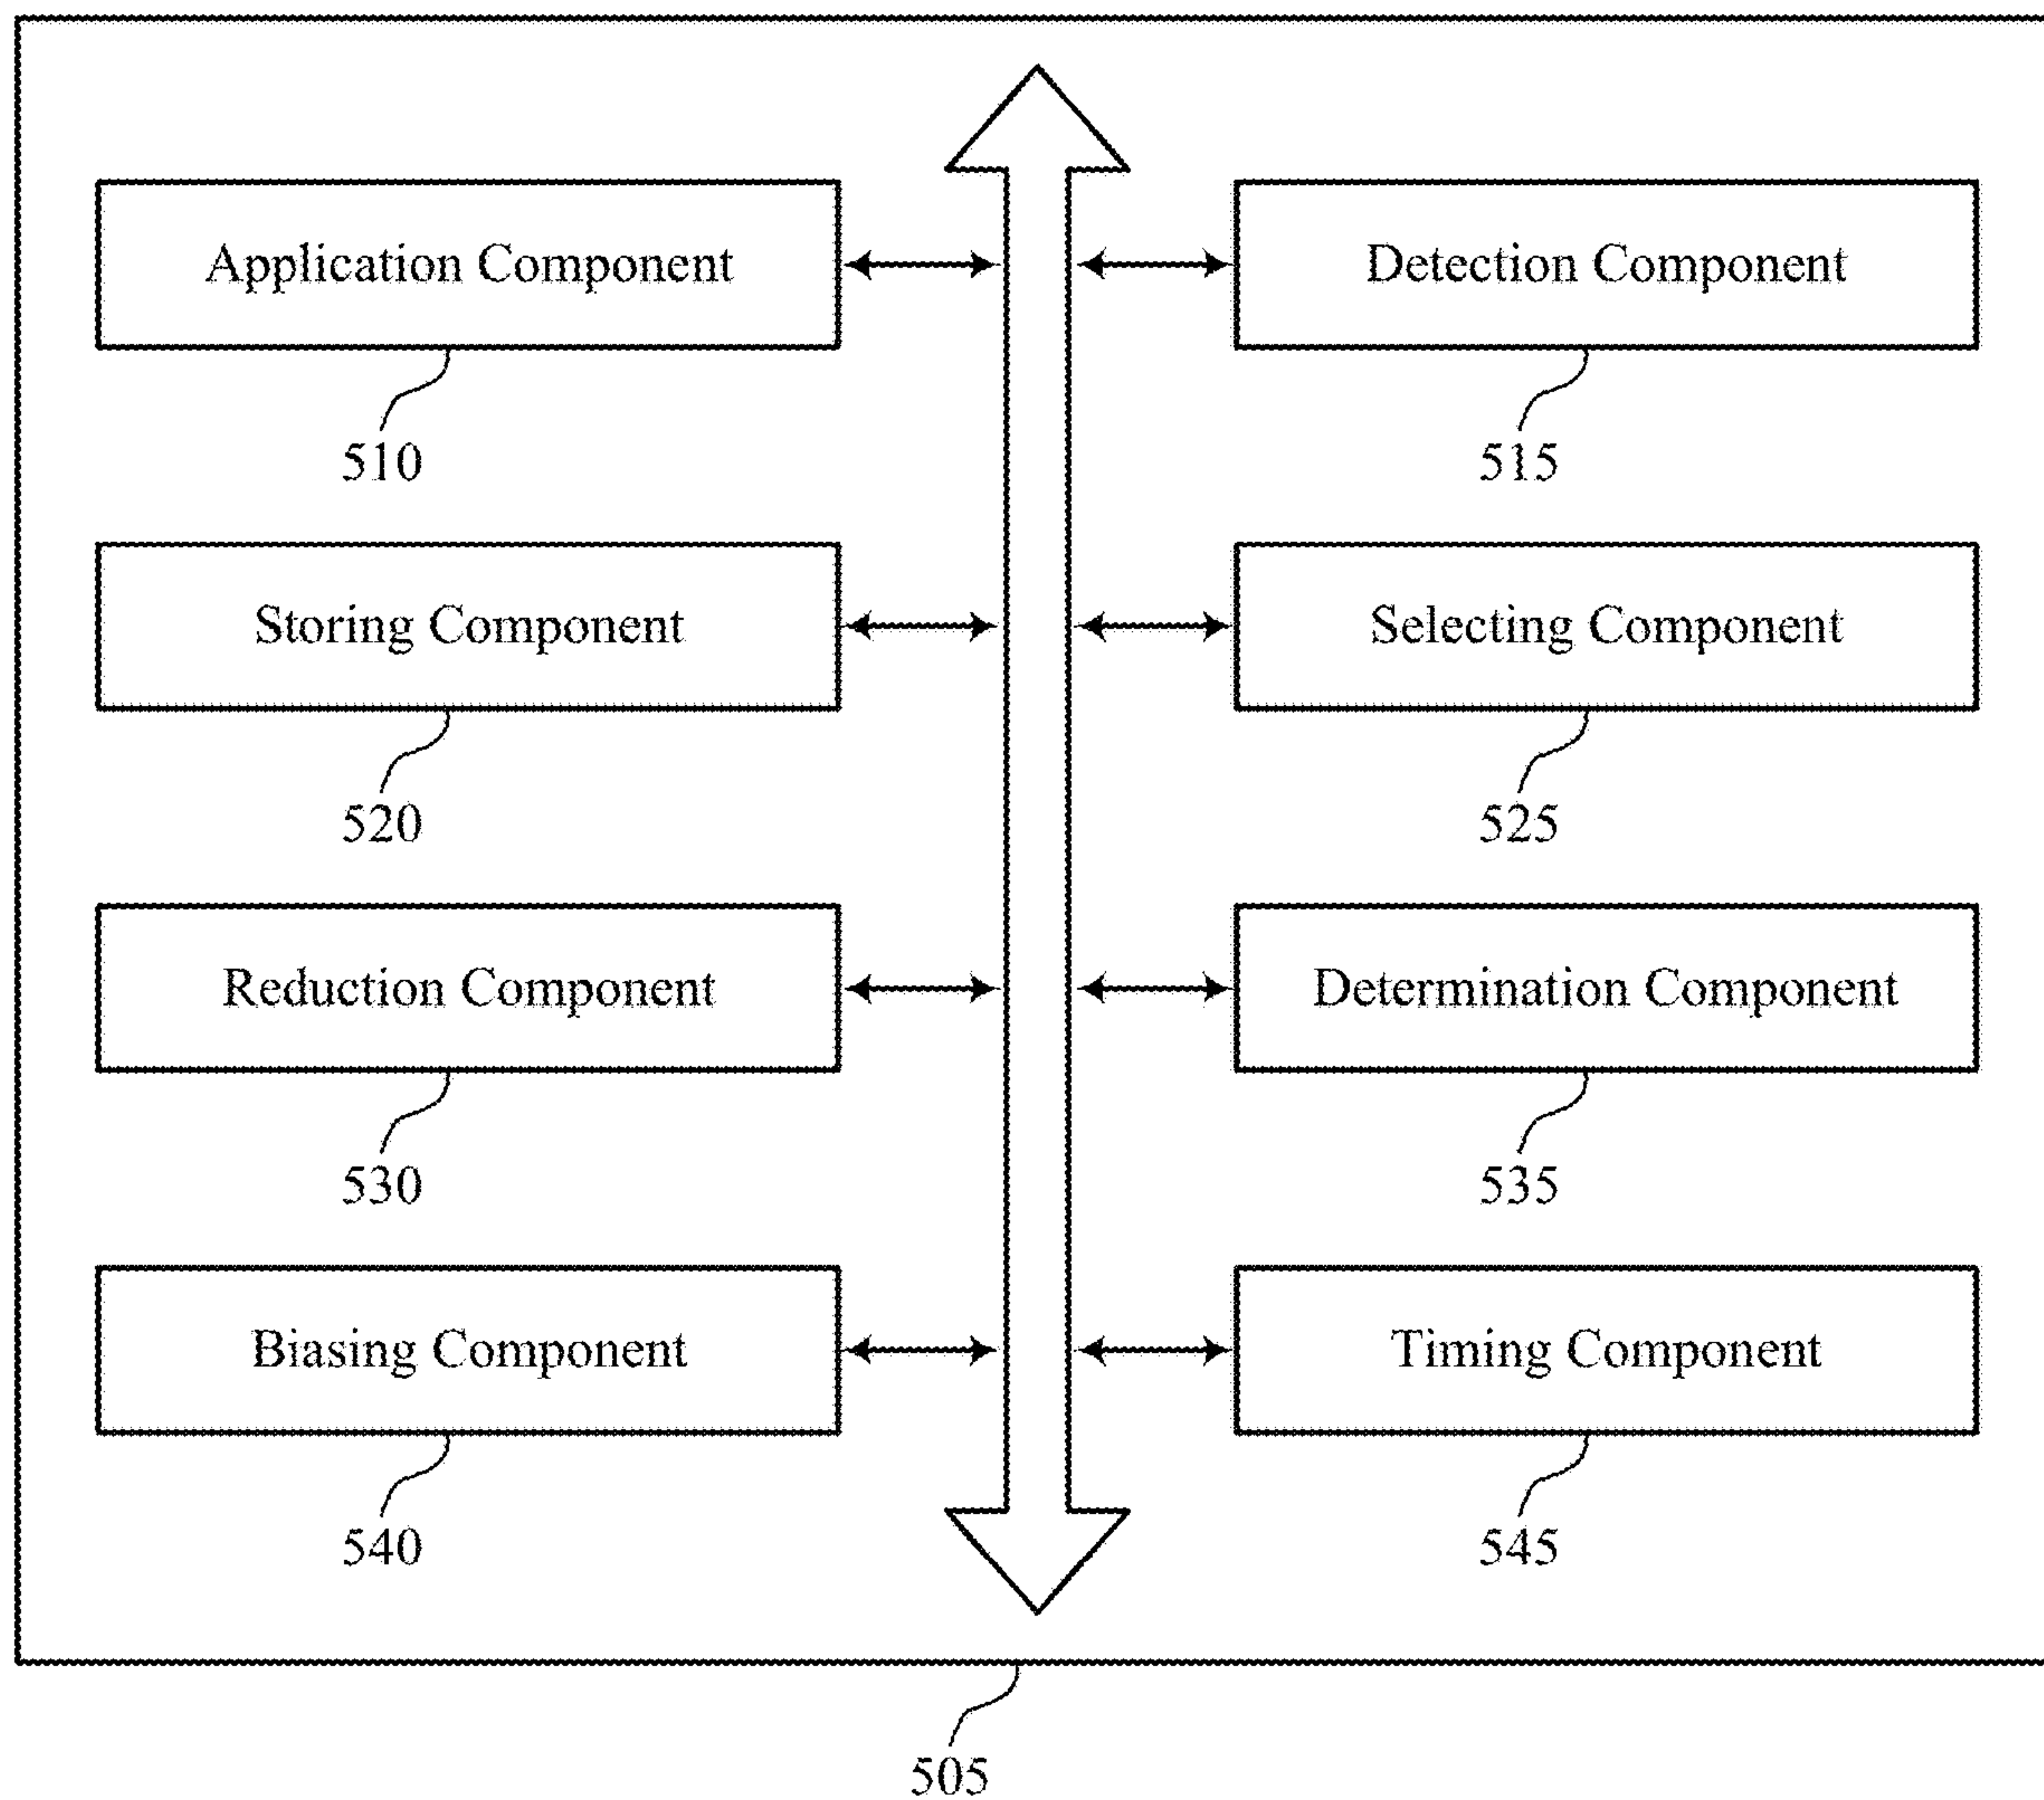 Application Component
Detection Component
510
515
Storing Component
Selecting Component
520
525
Reduction Component
Determination Component
530
535
Biasing Component
Timing Component
540
545
505